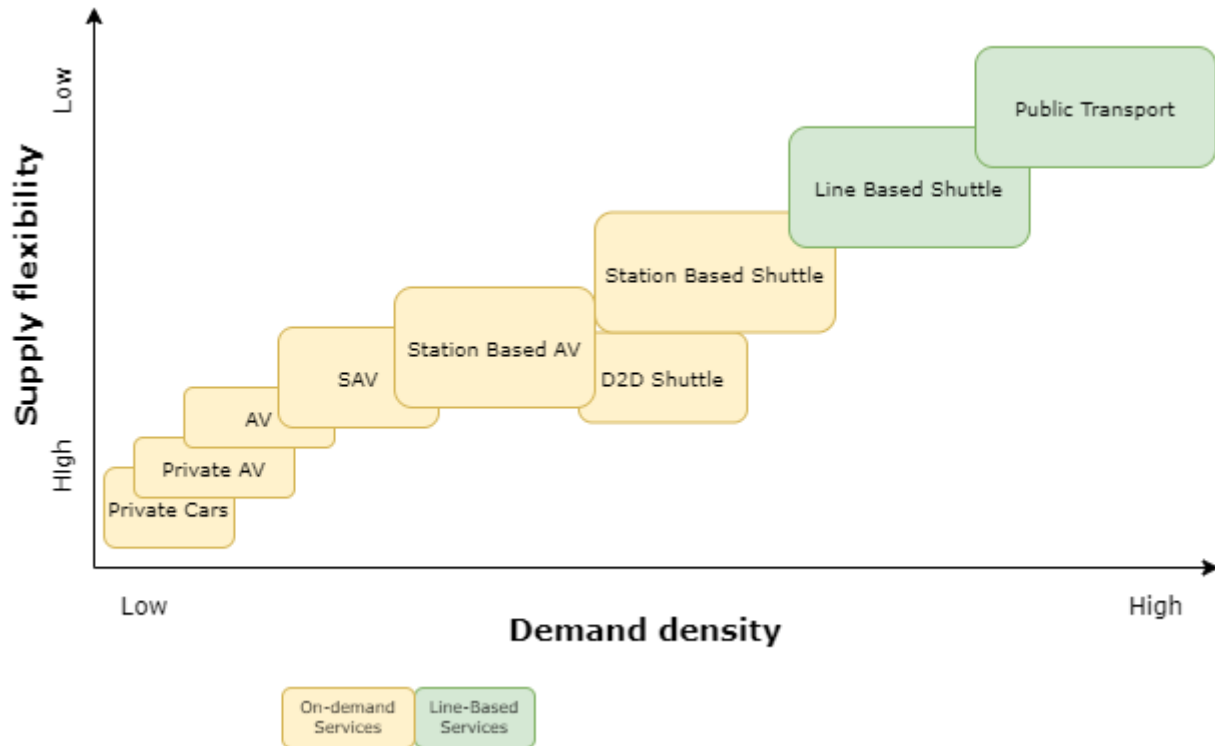 Low
Public Transport
Line Based Shuttle
Supply flexibility
Station Based Shuttle
Station Based AV
SAV
D2D Shuttle
AV
HIgh
Private AV
Private Cars
Low
High
Demand density
On-demand
Services
Line-Based
Services